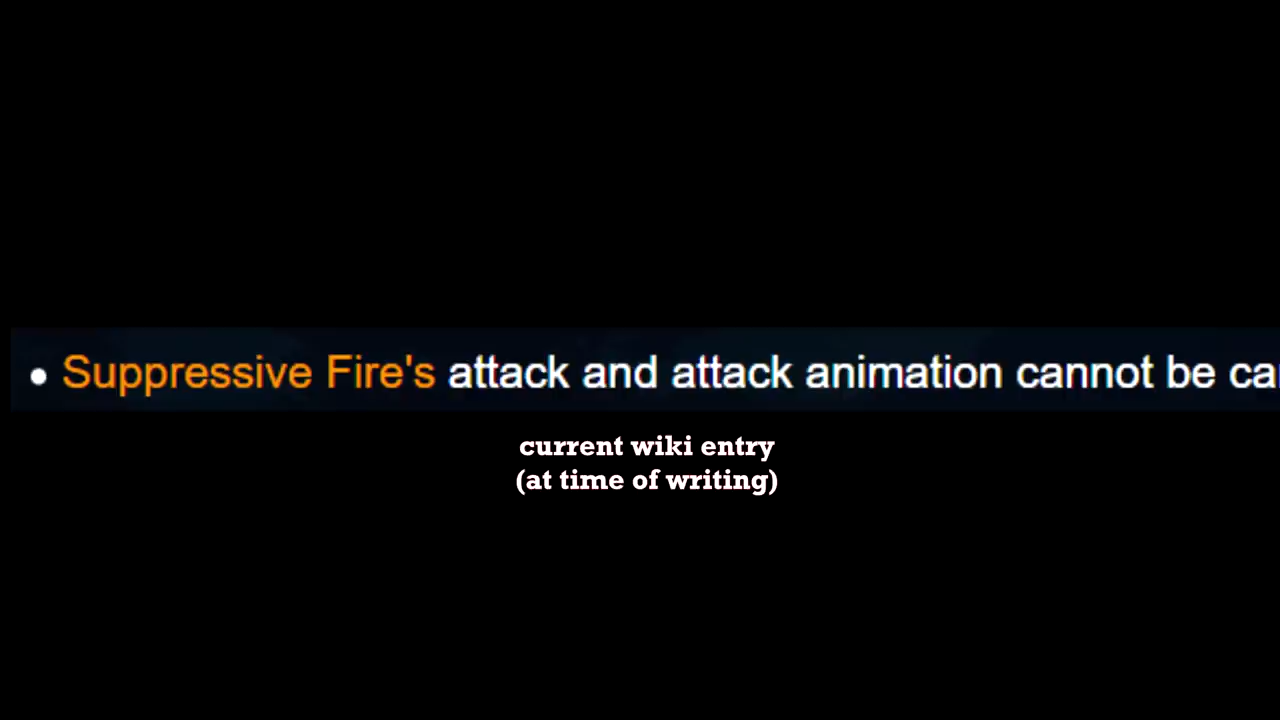 • Suppressive Fire's attack and attack animation cannot be
current wiki entry
(at time of writing)